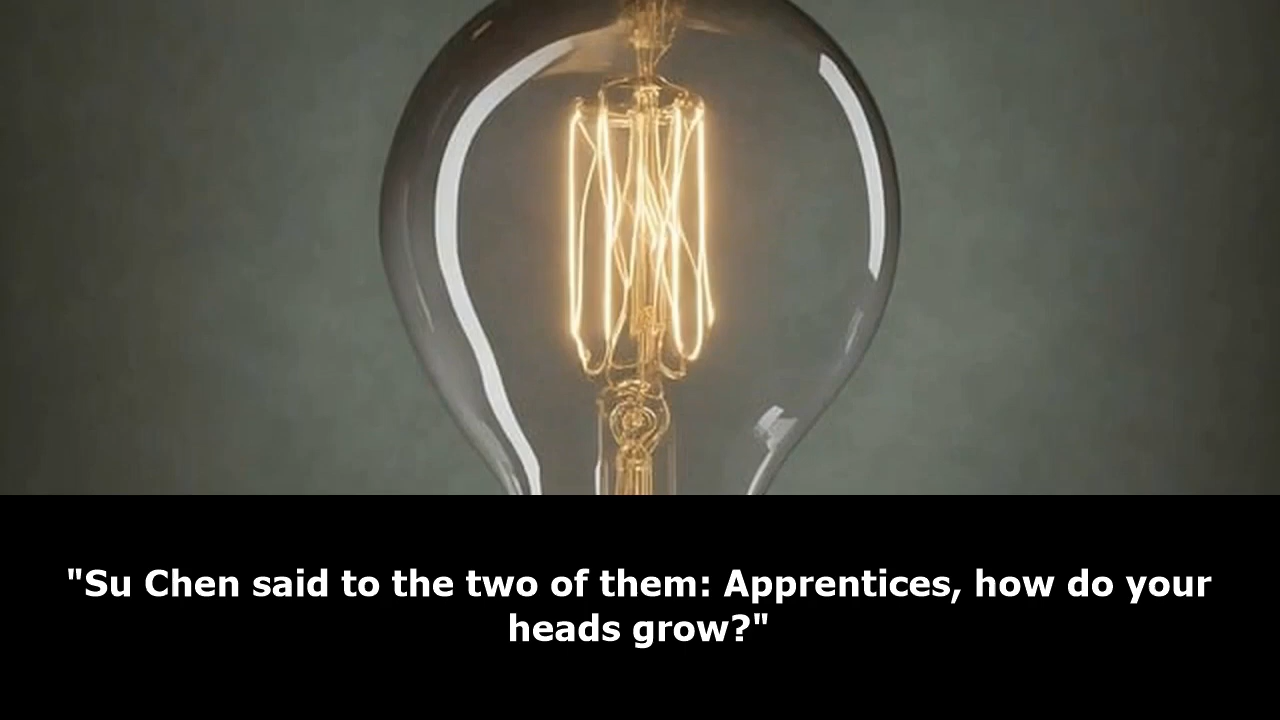 "Su Chen said to the two of them: Apprentices, how do your
heads grow?"